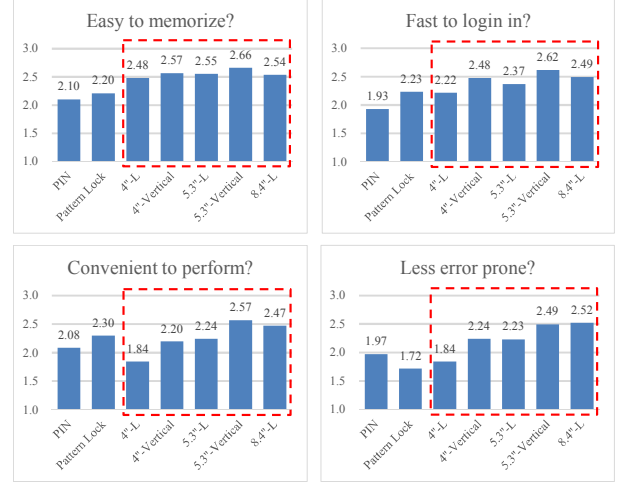 Easy to memorize?
3.0
2.5
2.0
1.5
1.0
2.10
2.20
2.48
2.57
2.55
2.66
2.54
PIN
Pattern Lock
4"-L
4"-Vertical
5.3"-L
5.3"-Vertical
8.4"-L
Fast to login in?
3.0
2.5
2.0
1.5
1.0
1.93
2.23
2.22
2.48
2.37
2.62
2.49
PIN
Pattern Lock
4"-L
4"-Vertical
5.3"-L
5.3"-Vertical
8.4"-L
Convenient to perform?
3.0
2.5
2.0
1.5
1.0
2.08
2.30
1.84
2.20
2.24
2.57
2.47
PIN
Pattern Lock
4"-L
4"-Vertical
5.3"-L
5.3"-Vertical
8.4"-L
Less error prone?
3.0
2.5
2.0
1.5
1.0
1.97
1.72
1.84
2.24
2.23
2.49
2.52
PIN
Pattern Lock
4"-L
4"-Vertical
5.3"-L
5.3"-Vertical
8.4"-L